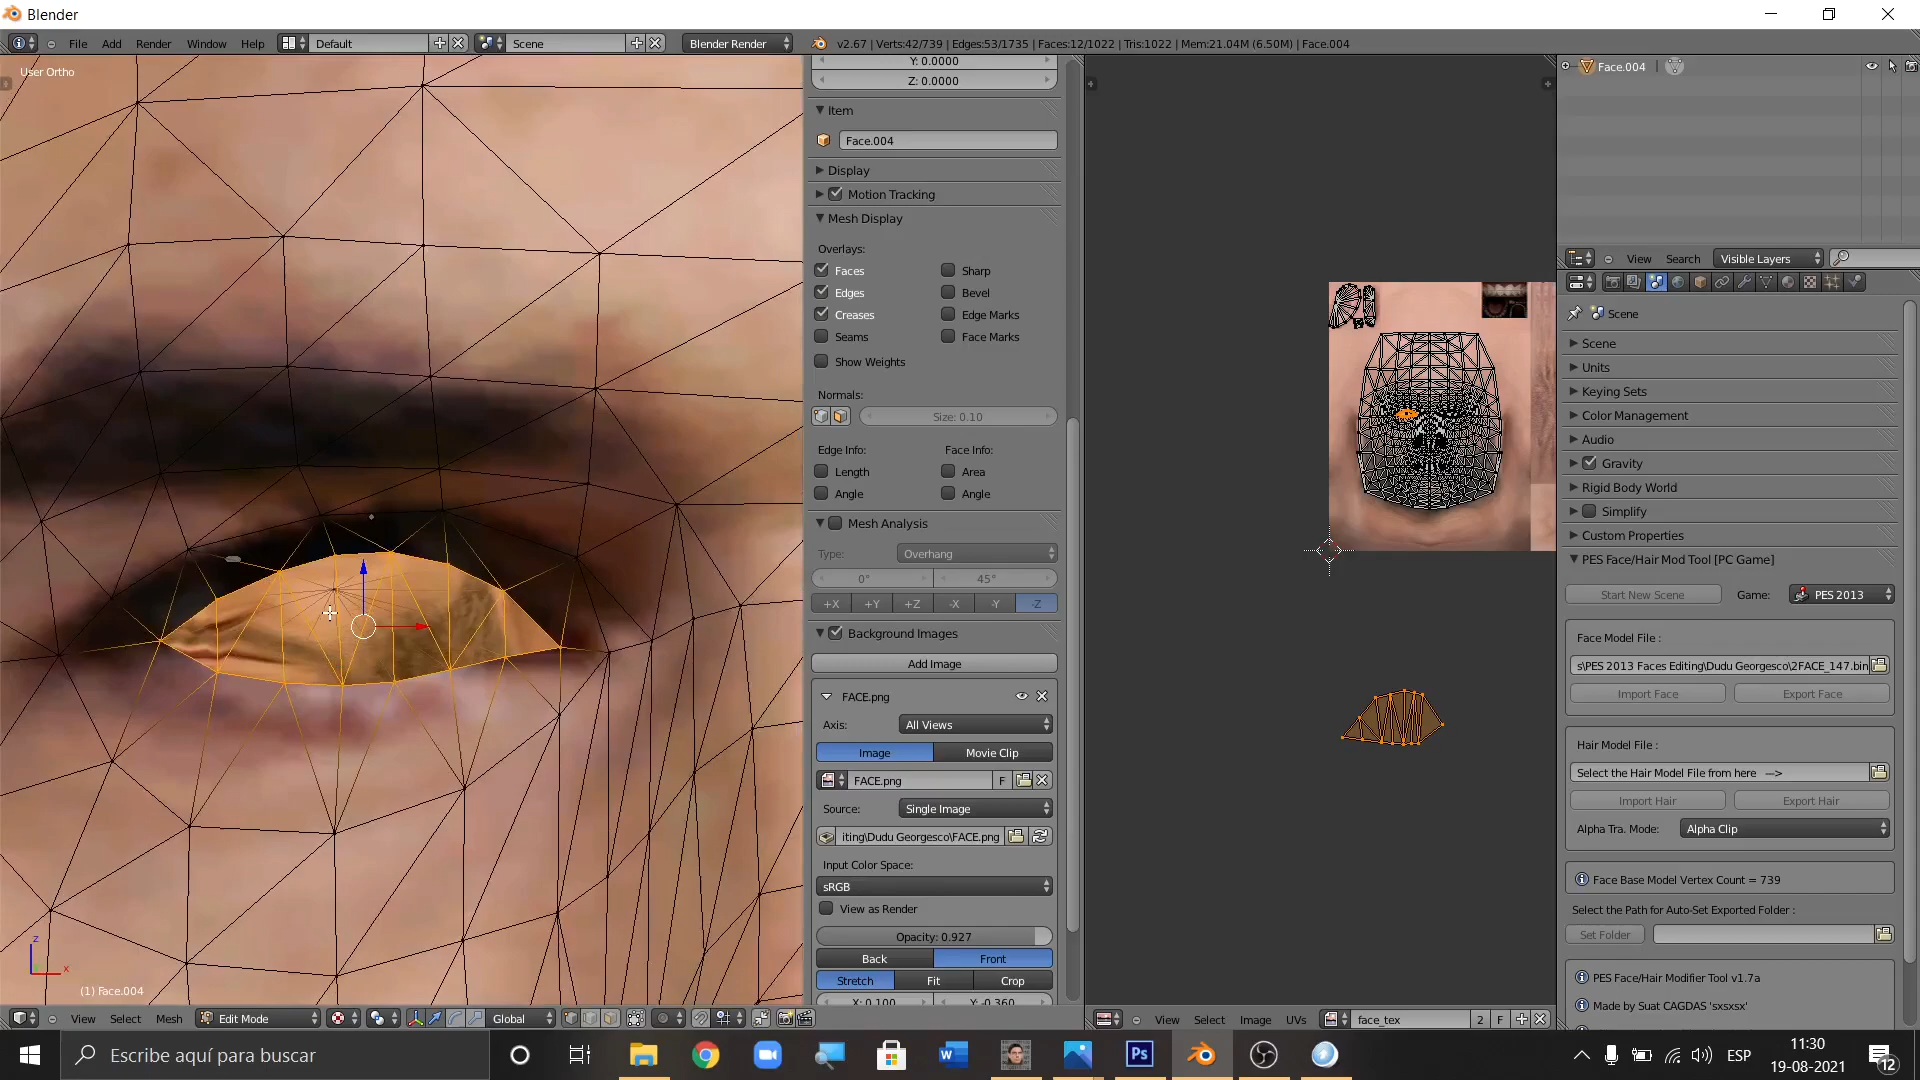 Blender
File Add Render Window Help Default Scene Blender Render v2.67 | Verts:42/739 | Edges:53/1735 | Faces:12/1022 | Tris:1022 | Mem:21.04M (6.50M) | Face.004
User Ortho
Y: 0.0000
Z: 0.0000
Item
Face.004
Display
Motion Tracking
Mesh Display
Overlays:
Faces Sharp
Edges Bevel
Creases Edge Marks
Seams Face Marks
Show Weights
Normals:
Size: 0.10
Edge Info: Face Info:
Length Area
Angle Angle
Mesh Analysis
Type: Overhang
0° 45°
+X +Y +Z -X -Y -Z
Background Images
Add Image
FACE.png
Axis: All Views
Image Movie Clip
FACE.png F
Source: Single Image
iting\Dudu Georgesco\FACE.png
Input Color Space:
sRGB
View as Render
Opacity: 0.927
Back Front
Stretch Fit Crop
X: 0.100 Y: -0.360
z
x
(1) Face.004
View Select Mesh Edit Mode Global
View Select Image UVs face_tex 2 F
Face.004
View Search Visible Layers
Scene
Scene
Units
Keying Sets
Color Management
Audio
Gravity
Rigid Body World
Simplify
Custom Properties
PES Face/Hair Mod Tool [PC Game]
Start New Scene Game: PES 2013
Face Model File :
s\PES 2013 Faces Editing\Dudu Georgesco\2FACE_147.bin
Import Face Export Face
Hair Model File :
Select the Hair Model File from here --->
Import Hair Export Hair
Alpha Tra. Mode: Alpha Clip
Face Base Model Vertex Count = 739
Select the Path for Auto-Set Exported Folder :
Set Folder
PES Face/Hair Modifier Tool v1.7a
Made by Suat CAGDAS 'sxsxsx'
Escribe aquí para buscar
W
Ps
ESP
11:30
19-08-2021
12